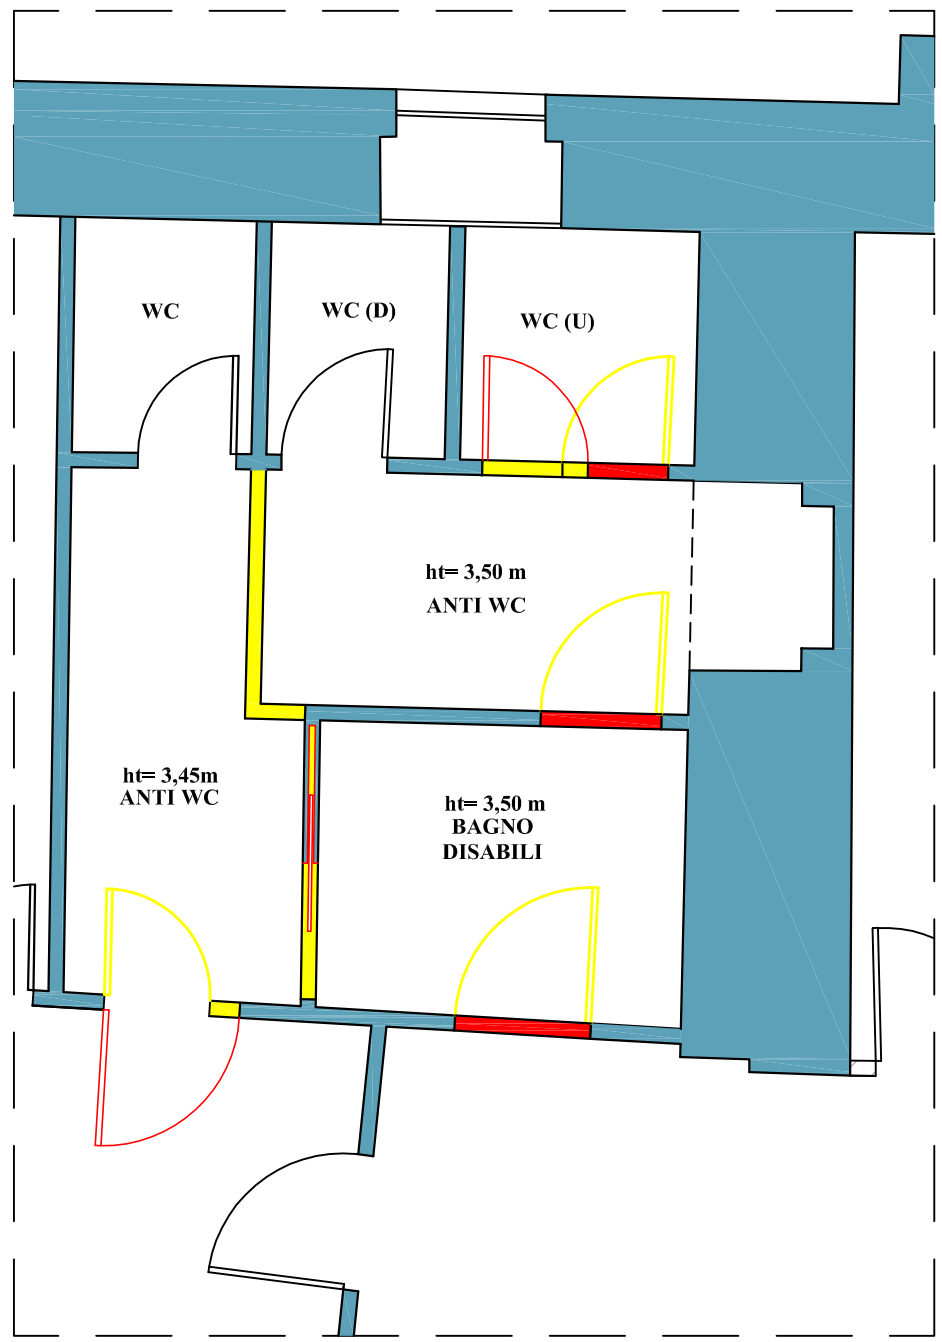 WC
WC (D)
WC (U)
ht= 3,50 m
ANTI WC
ht= 3,45m
ANTI WC
ht= 3,50 m
BAGNO
DISABILI